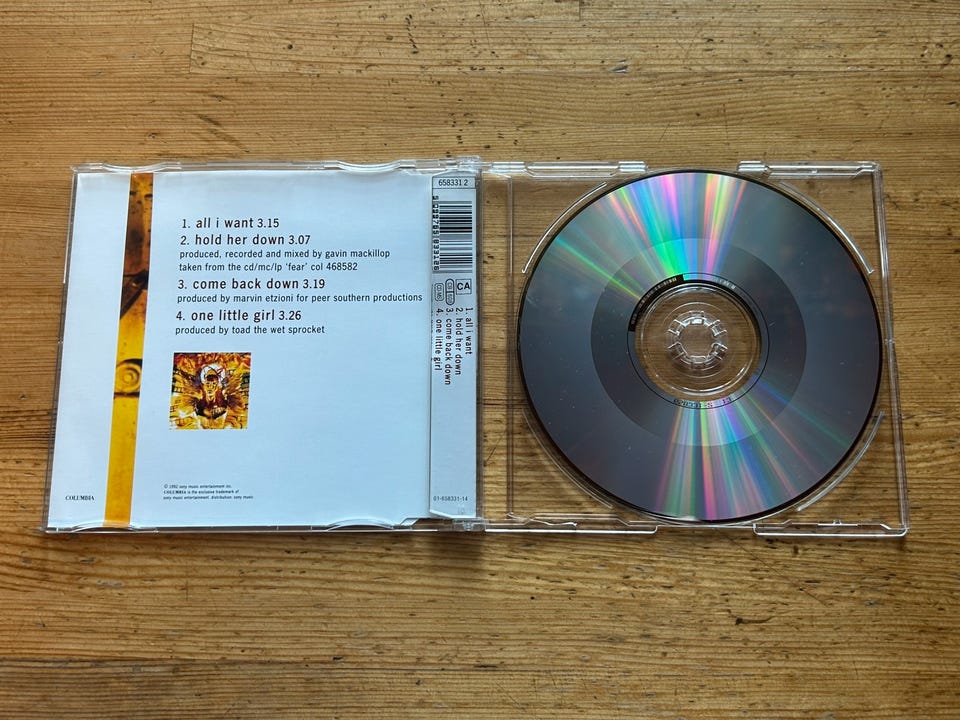 1. all i want 3.15
2. hold her down 3.07
produced, recorded and mixed by gavin mackillop
taken from the cd/mc/lp 'fear' col 468582
3. come back down 3.19
produced by marvin etzioni for peer southern productions
4. one little girl 3.26
produced by toad the wet sprocket
© 1992 sony music entertainment inc.
COLUMBIA is the exclusive trademark of
sony music entertainment. distribution: sony music
COLUMBIA
658331 2
CA
1. all i want
2. hold her down
3. come back down
4. one little girl
01-658331-14